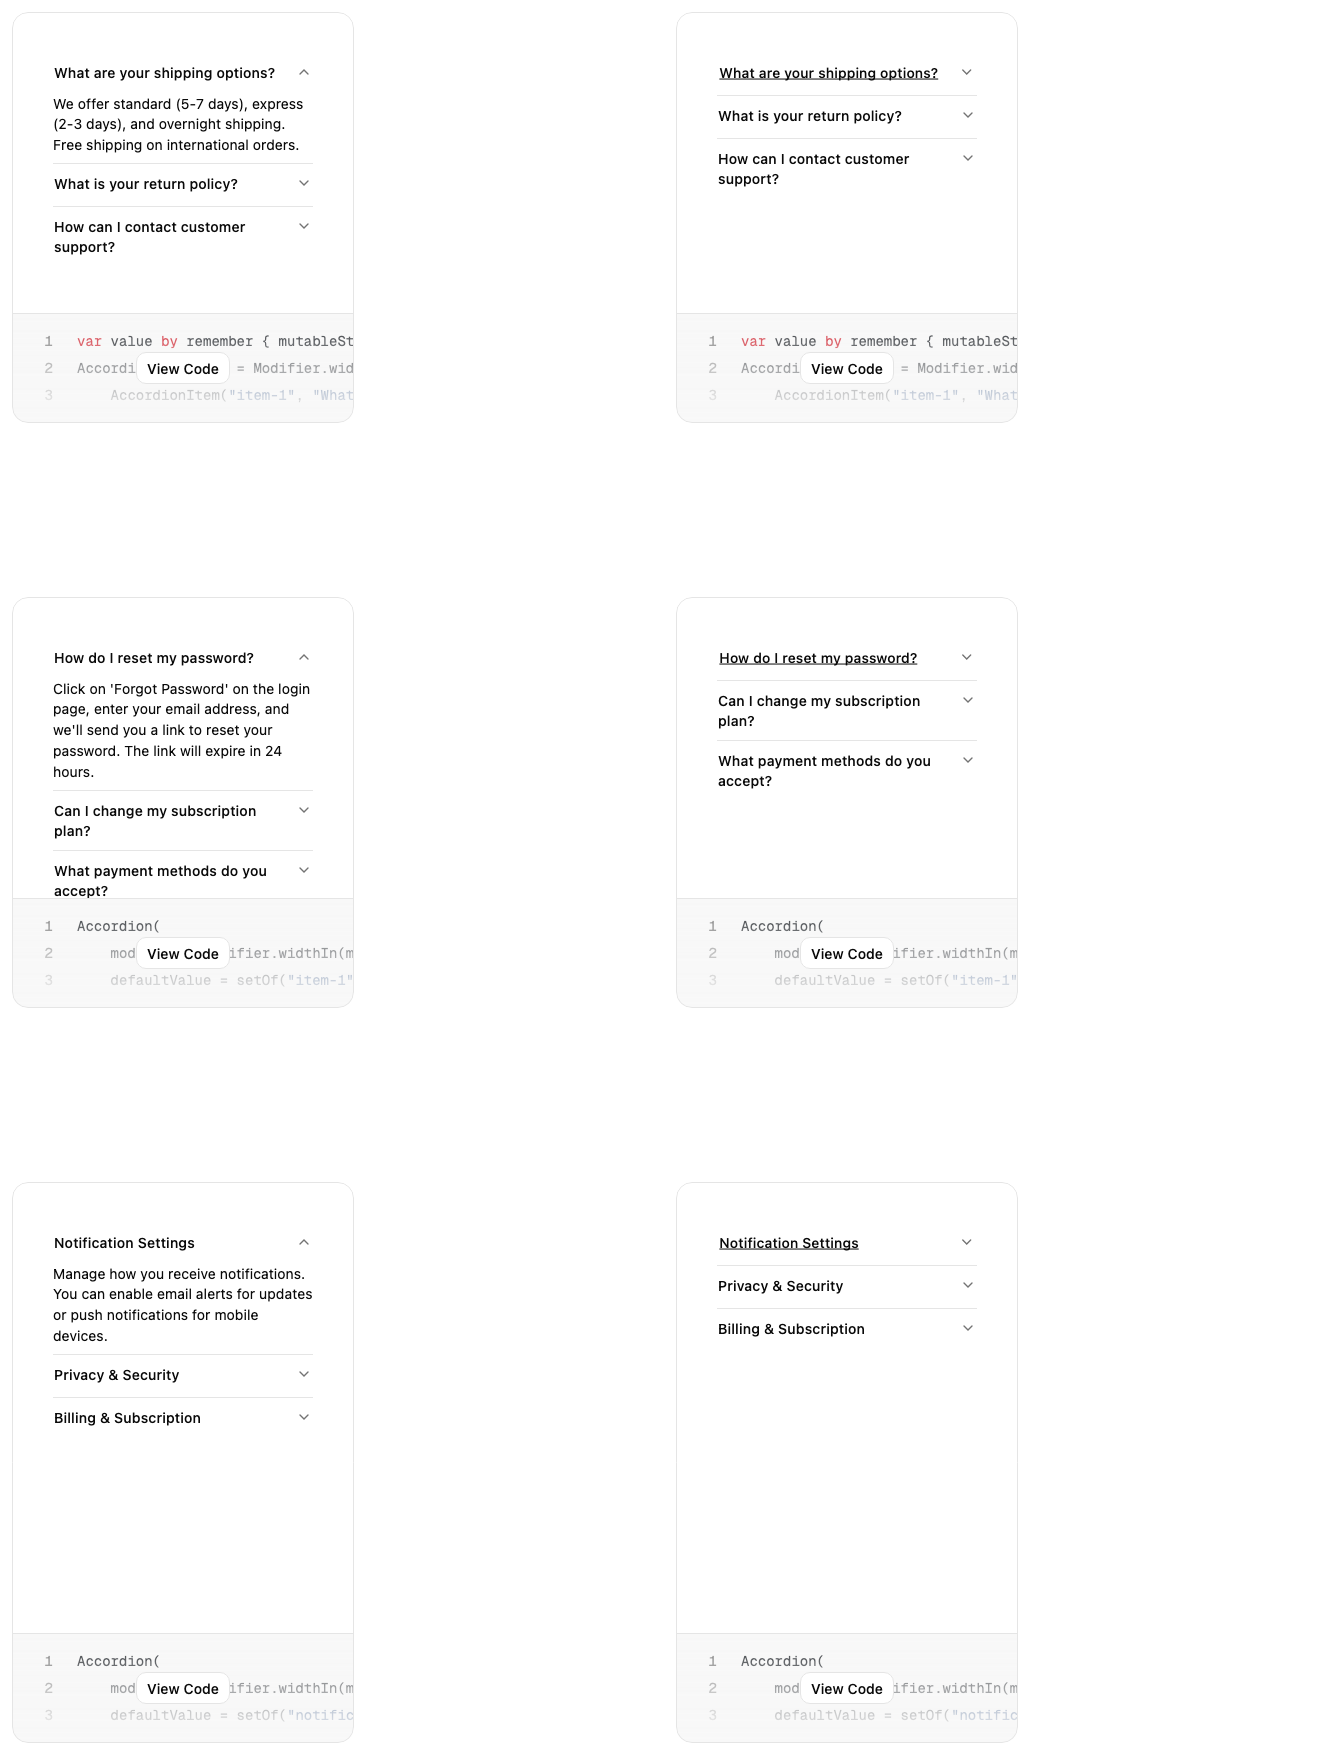 What are your shipping options?
We offer standard (5-7 days), express
(2-3 days), and overnight shipping.
Free shipping on international orders.
What is your return policy?
How can I contact customer
support?
1 var value by remember { mutableSt
2 Accordi View Code = Modifier.wid
3 AccordionItem("item-1", "What
What are your shipping options?
What is your return policy?
How can I contact customer
support?
1 var value by remember { mutableSt
2 Accordi View Code = Modifier.wid
3 AccordionItem("item-1", "What
How do I reset my password?
Click on 'Forgot Password' on the login
page, enter your email address, and
we'll send you a link to reset your
password. The link will expire in 24
hours.
Can I change my subscription
plan?
What payment methods do you
accept?
1 Accordion(
2 mod View Code ifier.widthIn(m
3 defaultValue = setOf("item-1"
How do I reset my password?
Can I change my subscription
plan?
What payment methods do you
accept?
1 Accordion(
2 mod View Code ifier.widthIn(m
3 defaultValue = setOf("item-1"
Notification Settings
Manage how you receive notifications.
You can enable email alerts for updates
or push notifications for mobile
devices.
Privacy & Security
Billing & Subscription
1 Accordion(
2 mod View Code ifier.widthIn(m
3 defaultValue = setOf("notific
Notification Settings
Privacy & Security
Billing & Subscription
1 Accordion(
2 mod View Code ifier.widthIn(m
3 defaultValue = setOf("notific